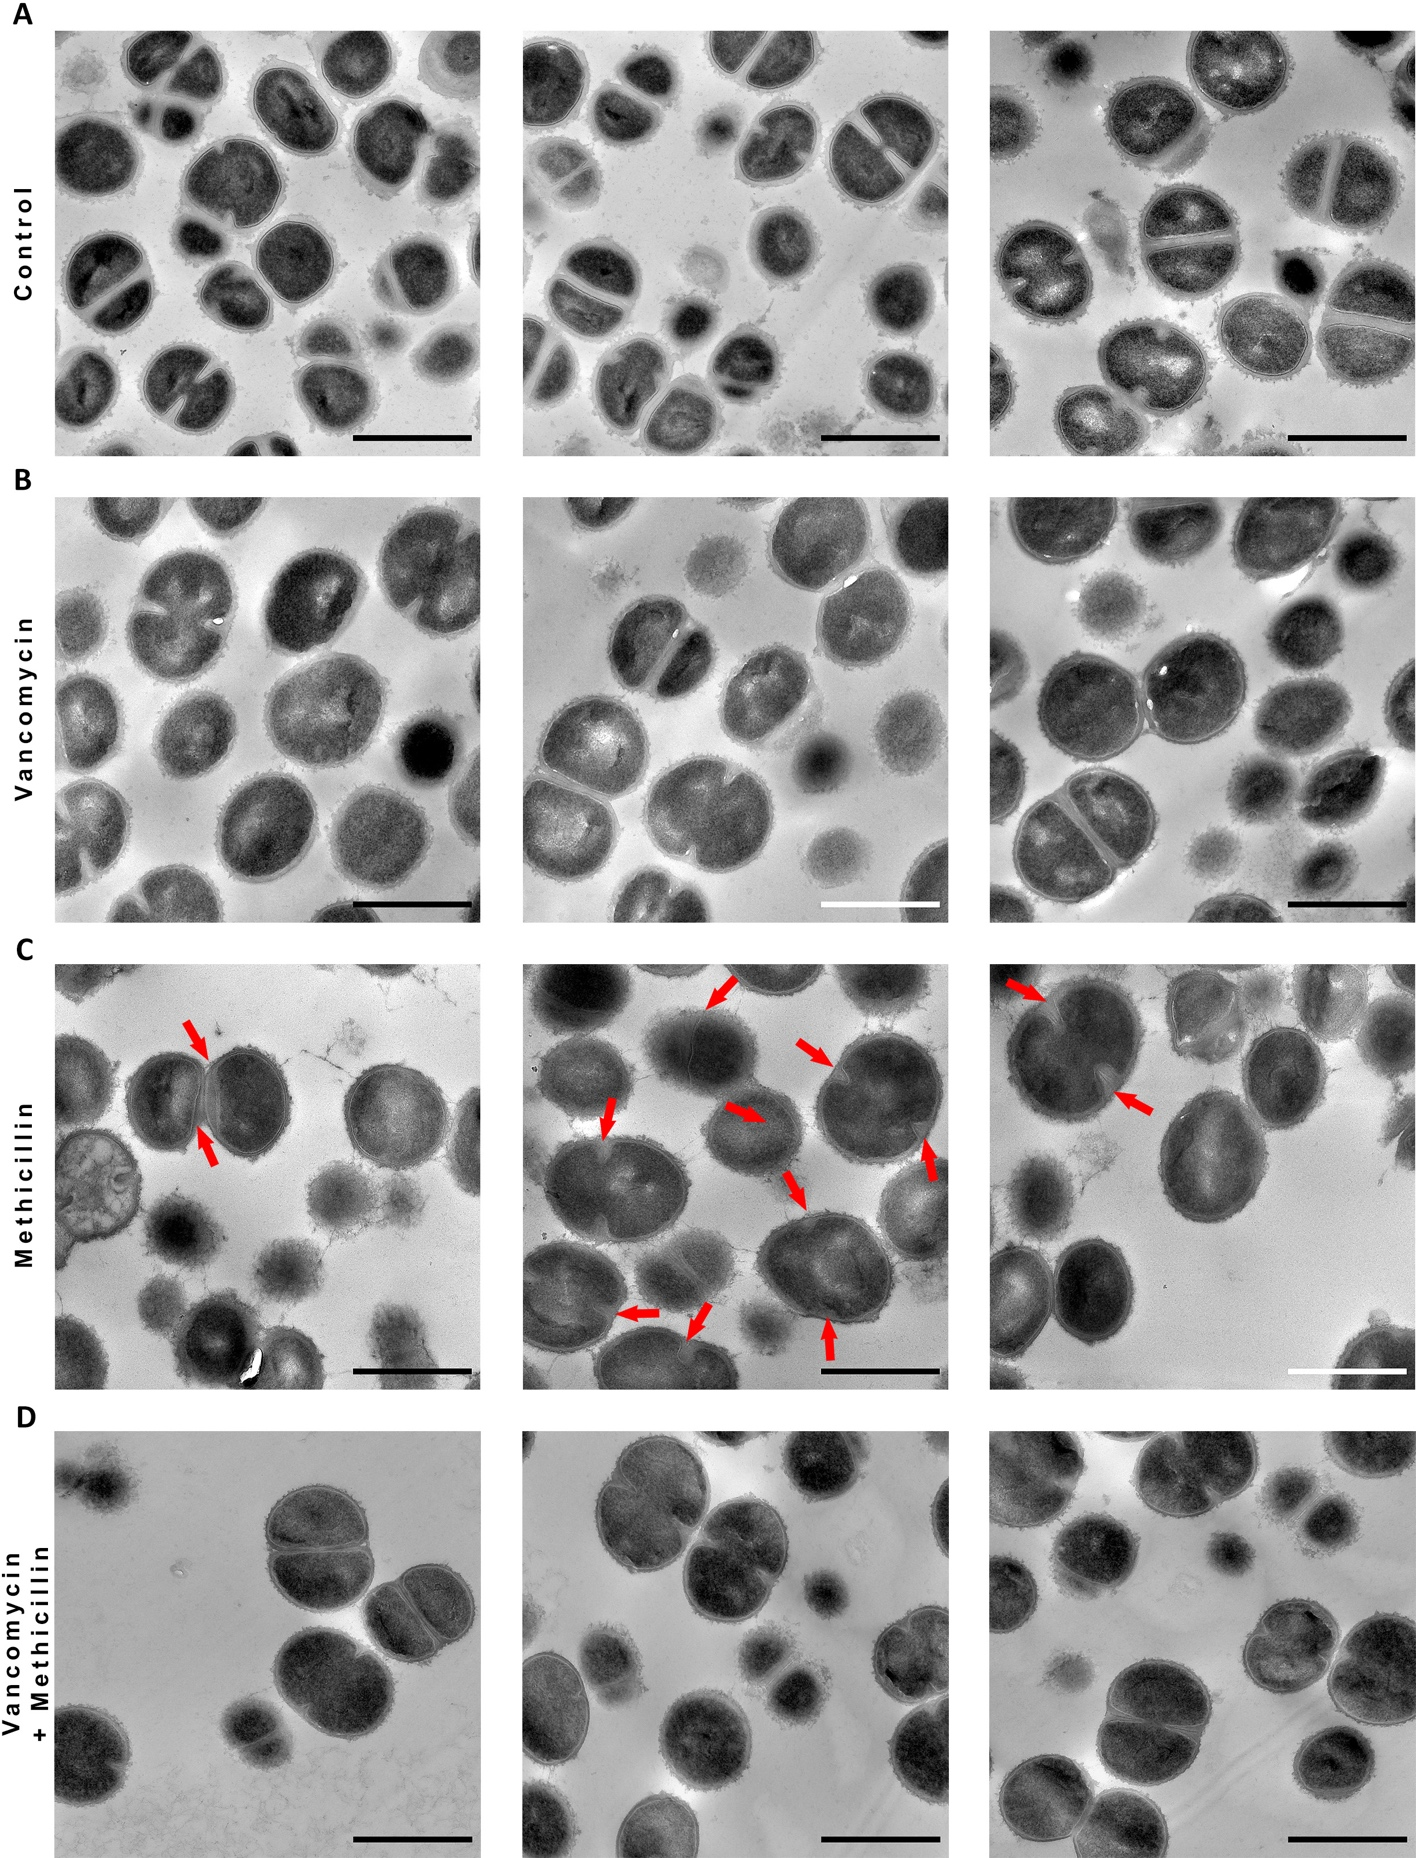 A
Control
B
Vancomycin
C
Methicillin
D
Vancomycin
+ Methicillin